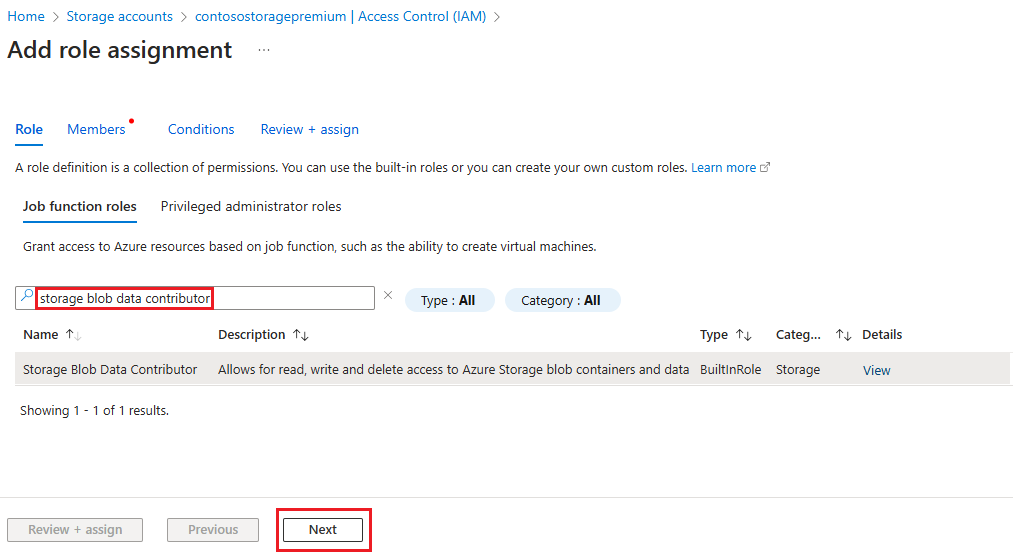 Home > Storage accounts > contosostoragepremium | Access Control (IAM) >
Add role assignment ...
Role Members Conditions Review + assign
A role definition is a collection of permissions. You can use the built-in roles or you can create your own custom roles. Learn more
Job function roles Privileged administrator roles
Grant access to Azure resources based on job function, such as the ability to create virtual machines.
storage blob data contributor Type : All Category : All
Name Description Type Categ... Details
Storage Blob Data Contributor Allows for read, write and delete access to Azure Storage blob containers and data BuiltInRole Storage View
Showing 1 - 1 of 1 results.
Review + assign Previous Next